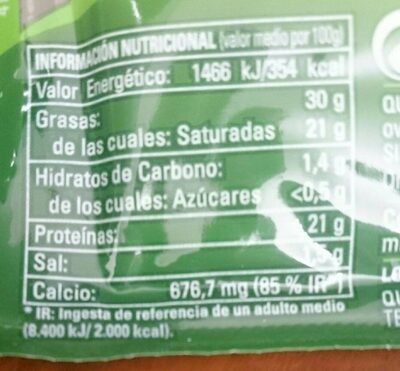 INFORMACIÓN NUTRICIONAL (valor medio por 100g)
Valor Energético: 1466 kJ/354 kcal
Grasas: 30 g
de las cuales: Saturadas 21 g
Hidratos de Carbono: 1,4 g
de los cuales: Azúcares <0,5 g
Proteínas: 21 g
Sal: 1,5 g
Calcio: 676,7 mg (85 % IR*)
* IR: Ingesta de referencia de un adulto medio
(8.400 kJ/ 2.000 kcal).